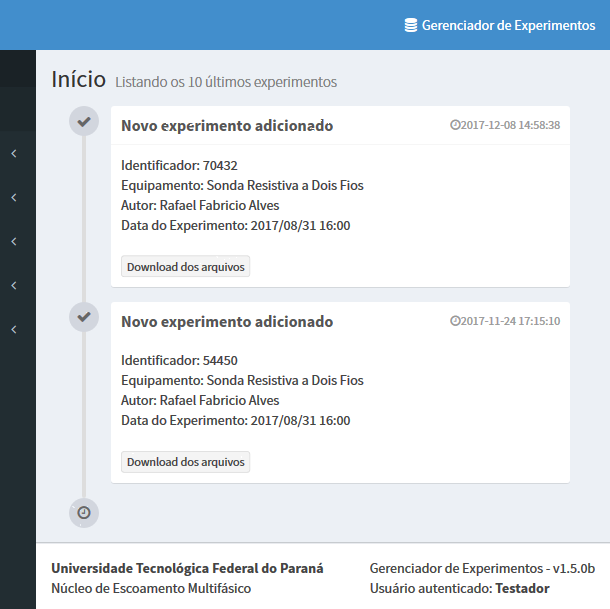 Gerenciador de Experimentos
Início Listando os 10 últimos experimentos
Novo experimento adicionado 2017-12-08 14:58:38
Identificador: 70432
Equipamento: Sonda Resistiva a Dois Fios
Autor: Rafael Fabricio Alves
Data do Experimento: 2017/08/31 16:00
Download dos arquivos
Novo experimento adicionado 2017-11-24 17:15:10
Identificador: 54450
Equipamento: Sonda Resistiva a Dois Fios
Autor: Rafael Fabricio Alves
Data do Experimento: 2017/08/31 16:00
Download dos arquivos
Universidade Tecnológica Federal do Paraná
Núcleo de Escoamento Multifásico
Gerenciador de Experimentos - v1.5.0b
Usuário autenticado: Testador